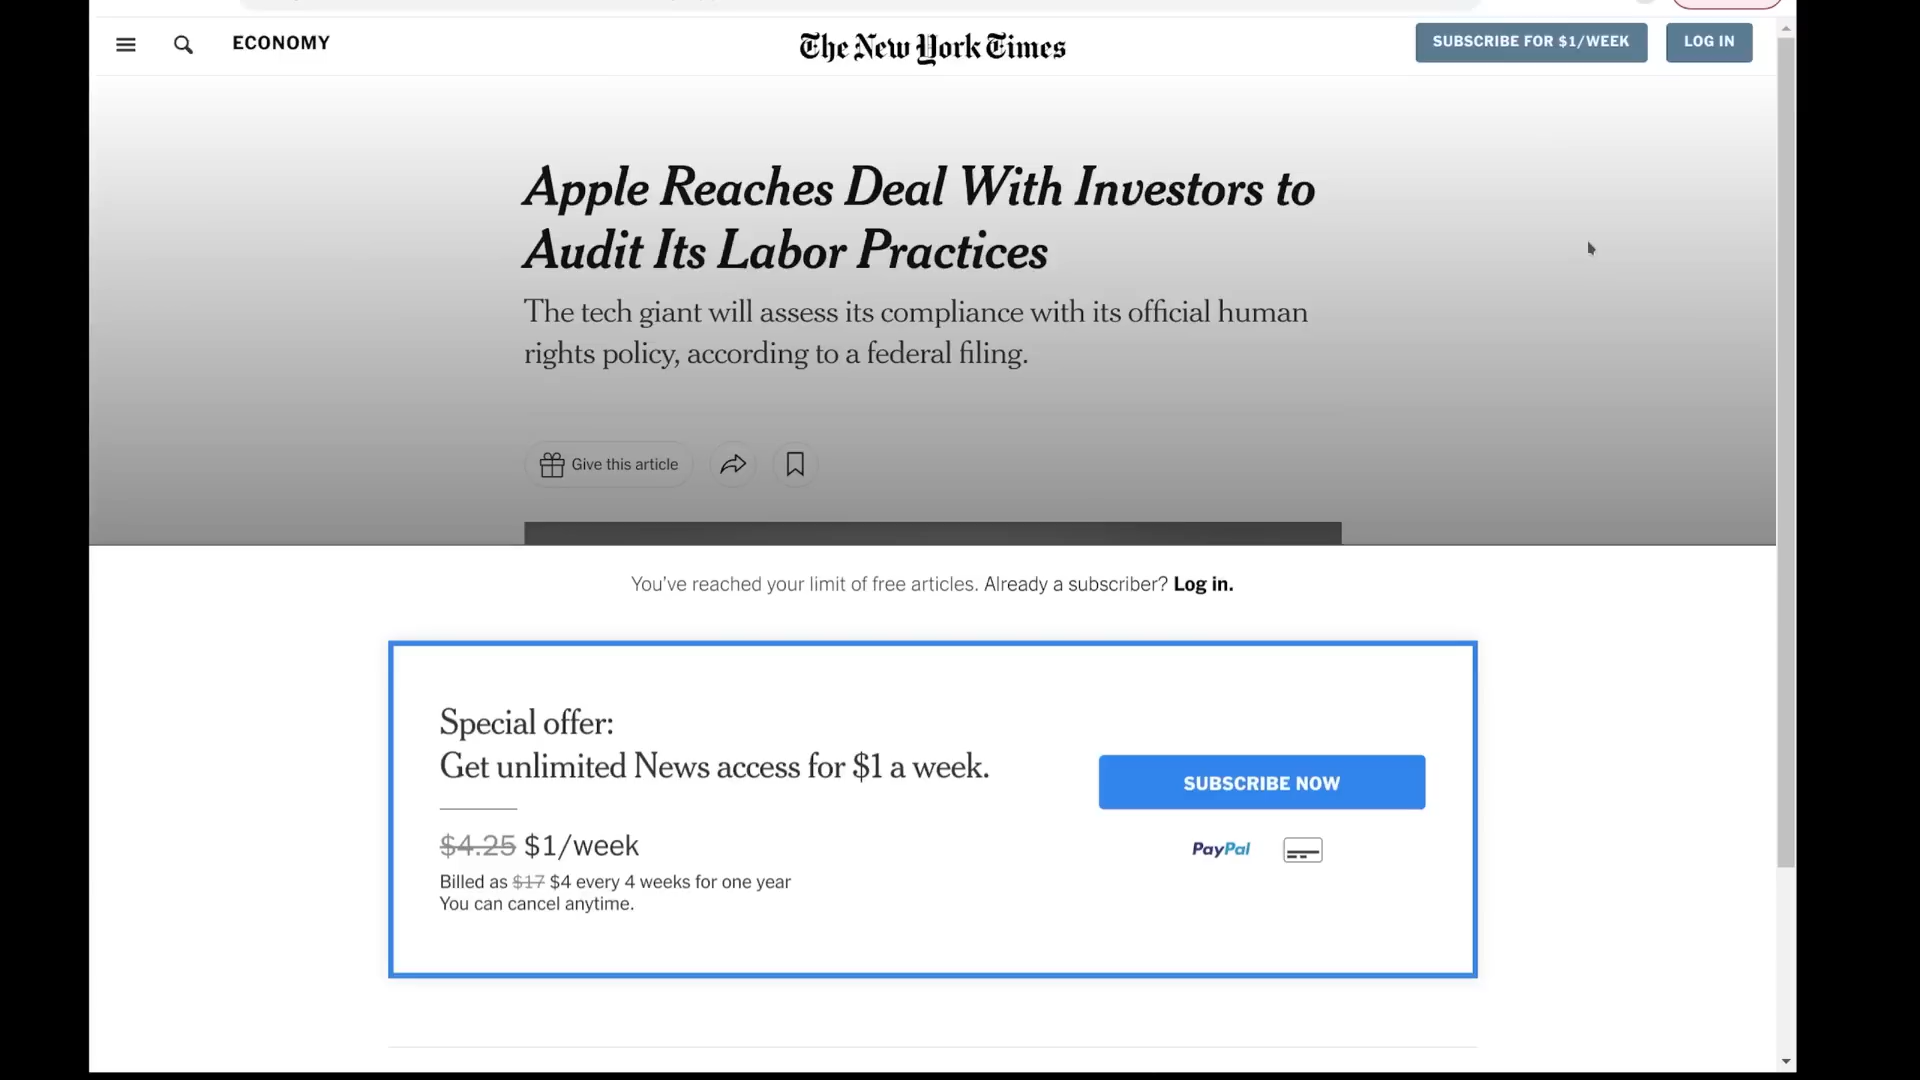 ECONOMY
The New York Times
SUBSCRIBE FOR $1/WEEK
LOG IN
Apple Reaches Deal With Investors to
Audit Its Labor Practices
The tech giant will assess its compliance with its official human
rights policy, according to a federal filing.
Give this article
You’ve reached your limit of free articles. Already a subscriber? Log in.
Special offer:
Get unlimited News access for $1 a week.
$4.25 $1/week
Billed as $17 $4 every 4 weeks for one year
You can cancel anytime.
SUBSCRIBE NOW
PayPal